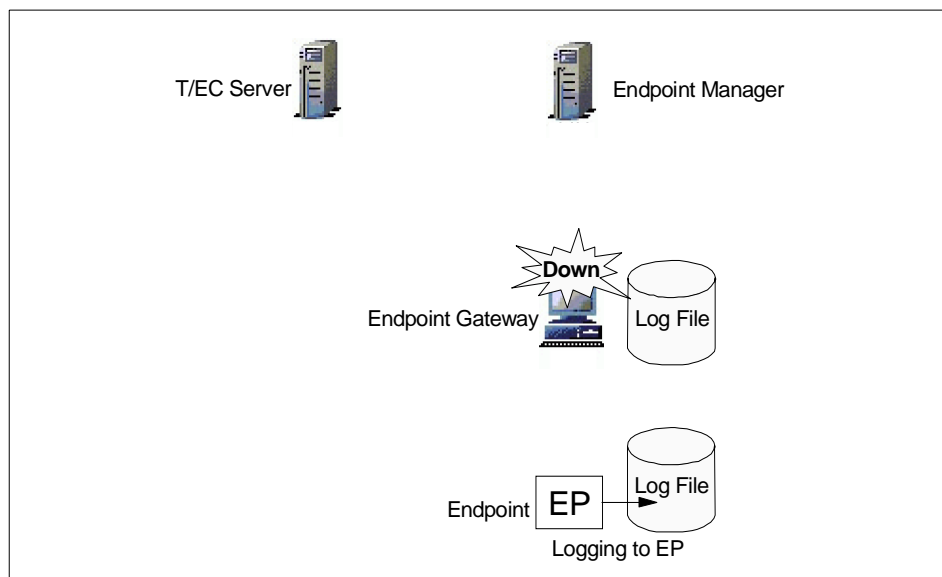 T/EC Server
Endpoint Manager
Down
Endpoint Gateway
Log File
Log File
Endpoint
EP
Logging to EP